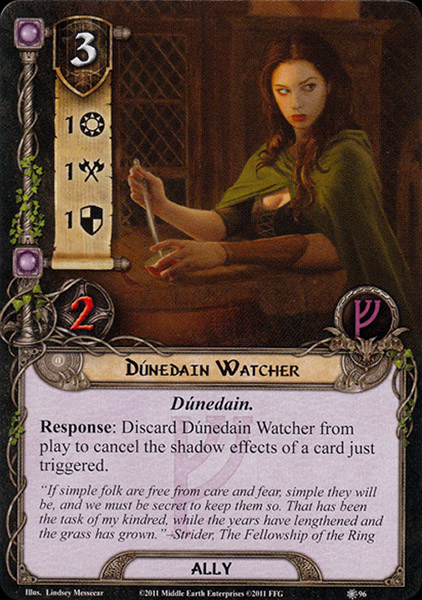 3
1
1
1
2
DÚNEDAIN WATCHER
Dúnedain.
Response: Discard Dúnedain Watcher from
play to cancel the shadow effects of a card just
triggered.
"If simple folk are free from care and fear, simple they will
be, and we must be secret to keep them so. That has been
the task of my kindred, while the years have lengthened and
the grass has grown." –Strider, The Fellowship of the Ring
ALLY
Illus. Lindsey Messecar ©2011 Middle Earth Enterprises ©2011 FFG 96